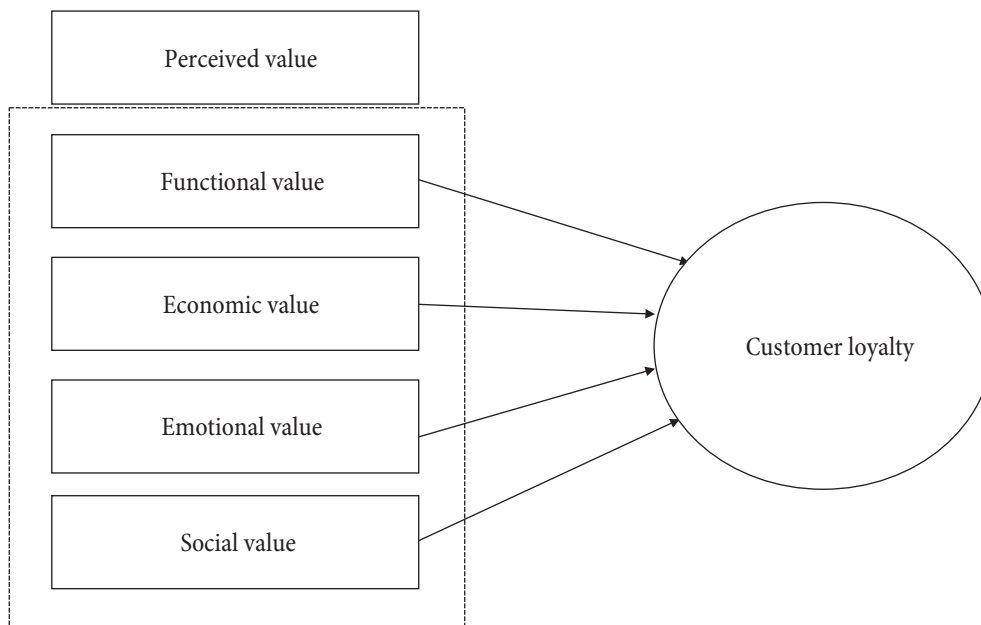 Perceived value
Functional value
Economic value
Emotional value
Social value
Customer loyalty